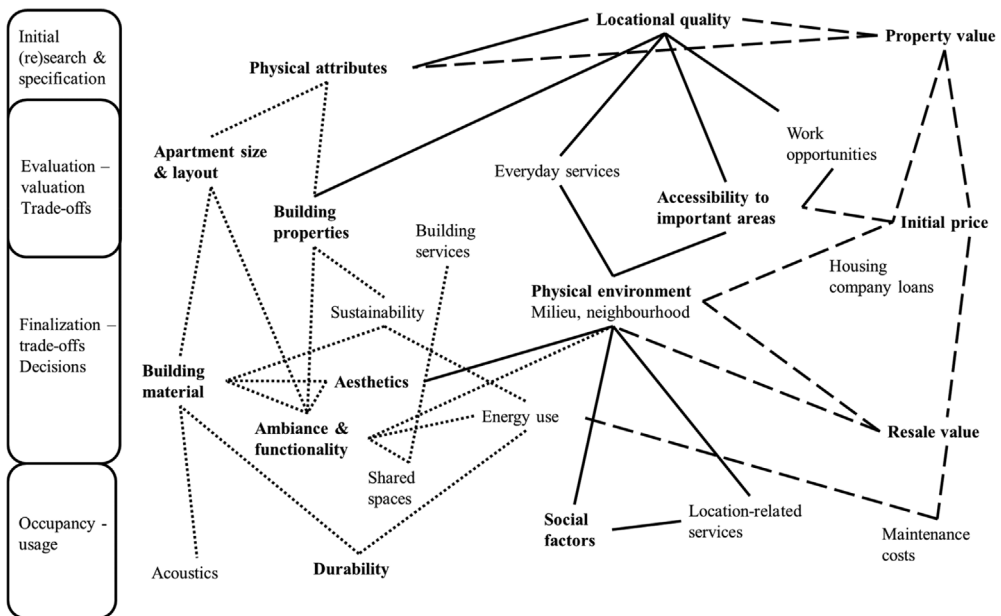 Initial
(re)search &
specification
Evaluation –
valuation
Trade-offs
Finalization –
trade-offs
Decisions
Occupancy -
usage
Locational quality
Property value
Physical attributes
Work
opportunities
Apartment size
& layout
Everyday services
Accessibility to
important areas
Building
properties
Building
services
Initial price
Housing
company loans
Physical environment
Milieu, neighbourhood
Sustainability
Building
material
Aesthetics
Energy use
Ambiance &
functionality
Resale value
Shared
spaces
Social
factors
Location-related
services
Maintenance
costs
Acoustics
Durability